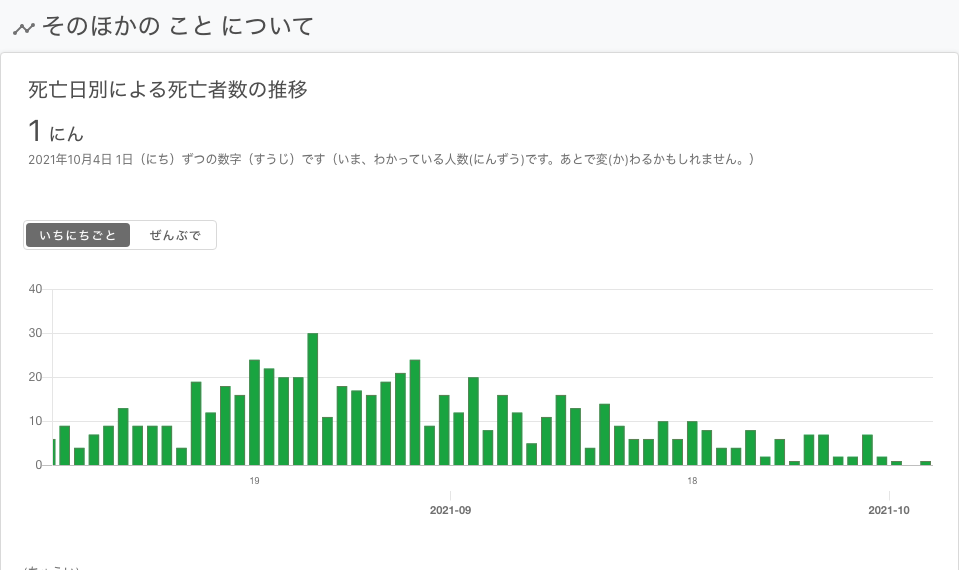 そのほかの こと について
死亡日別による死亡者数の推移
1 にん
2021年10月4日 1日（にち）ずつの数字（すうじ）です（いま、わかっている人数(にんずう)です。あとで変(か)わるかもしれません。）
いちにちごと ぜんぶで
40
30
20
10
0
19 18
2021-09 2021-10